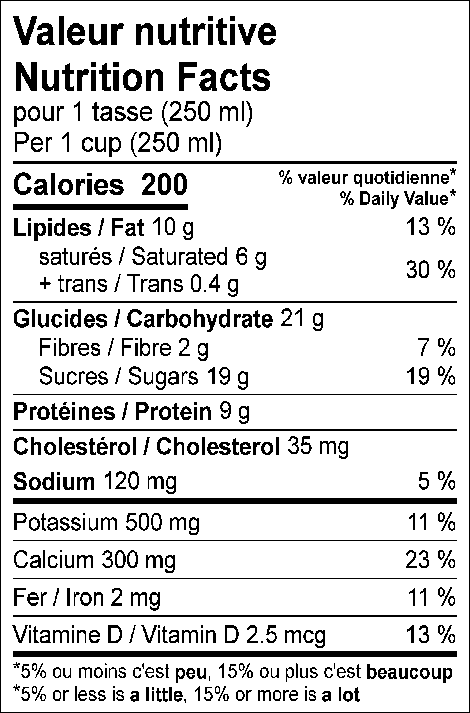 Valeur nutritive
Nutrition Facts
pour 1 tasse (250 ml)
Per 1 cup (250 ml)
Calories 200
% valeur quotidienne*
% Daily Value*
Lipides / Fat 10 g 13 %
saturés / Saturated 6 g
+ trans / Trans 0.4 g
30 %
Glucides / Carbohydrate 21 g
Fibres / Fibre 2 g 7 %
Sucres / Sugars 19 g 19 %
Protéines / Protein 9 g
Cholestérol / Cholesterol 35 mg
Sodium 120 mg 5 %
Potassium 500 mg 11 %
Calcium 300 mg 23 %
Fer / Iron 2 mg 11 %
Vitamine D / Vitamin D 2.5 mcg 13 %
*5% ou moins c'est peu, 15% ou plus c'est beaucoup
*5% or less is a little, 15% or more is a lot